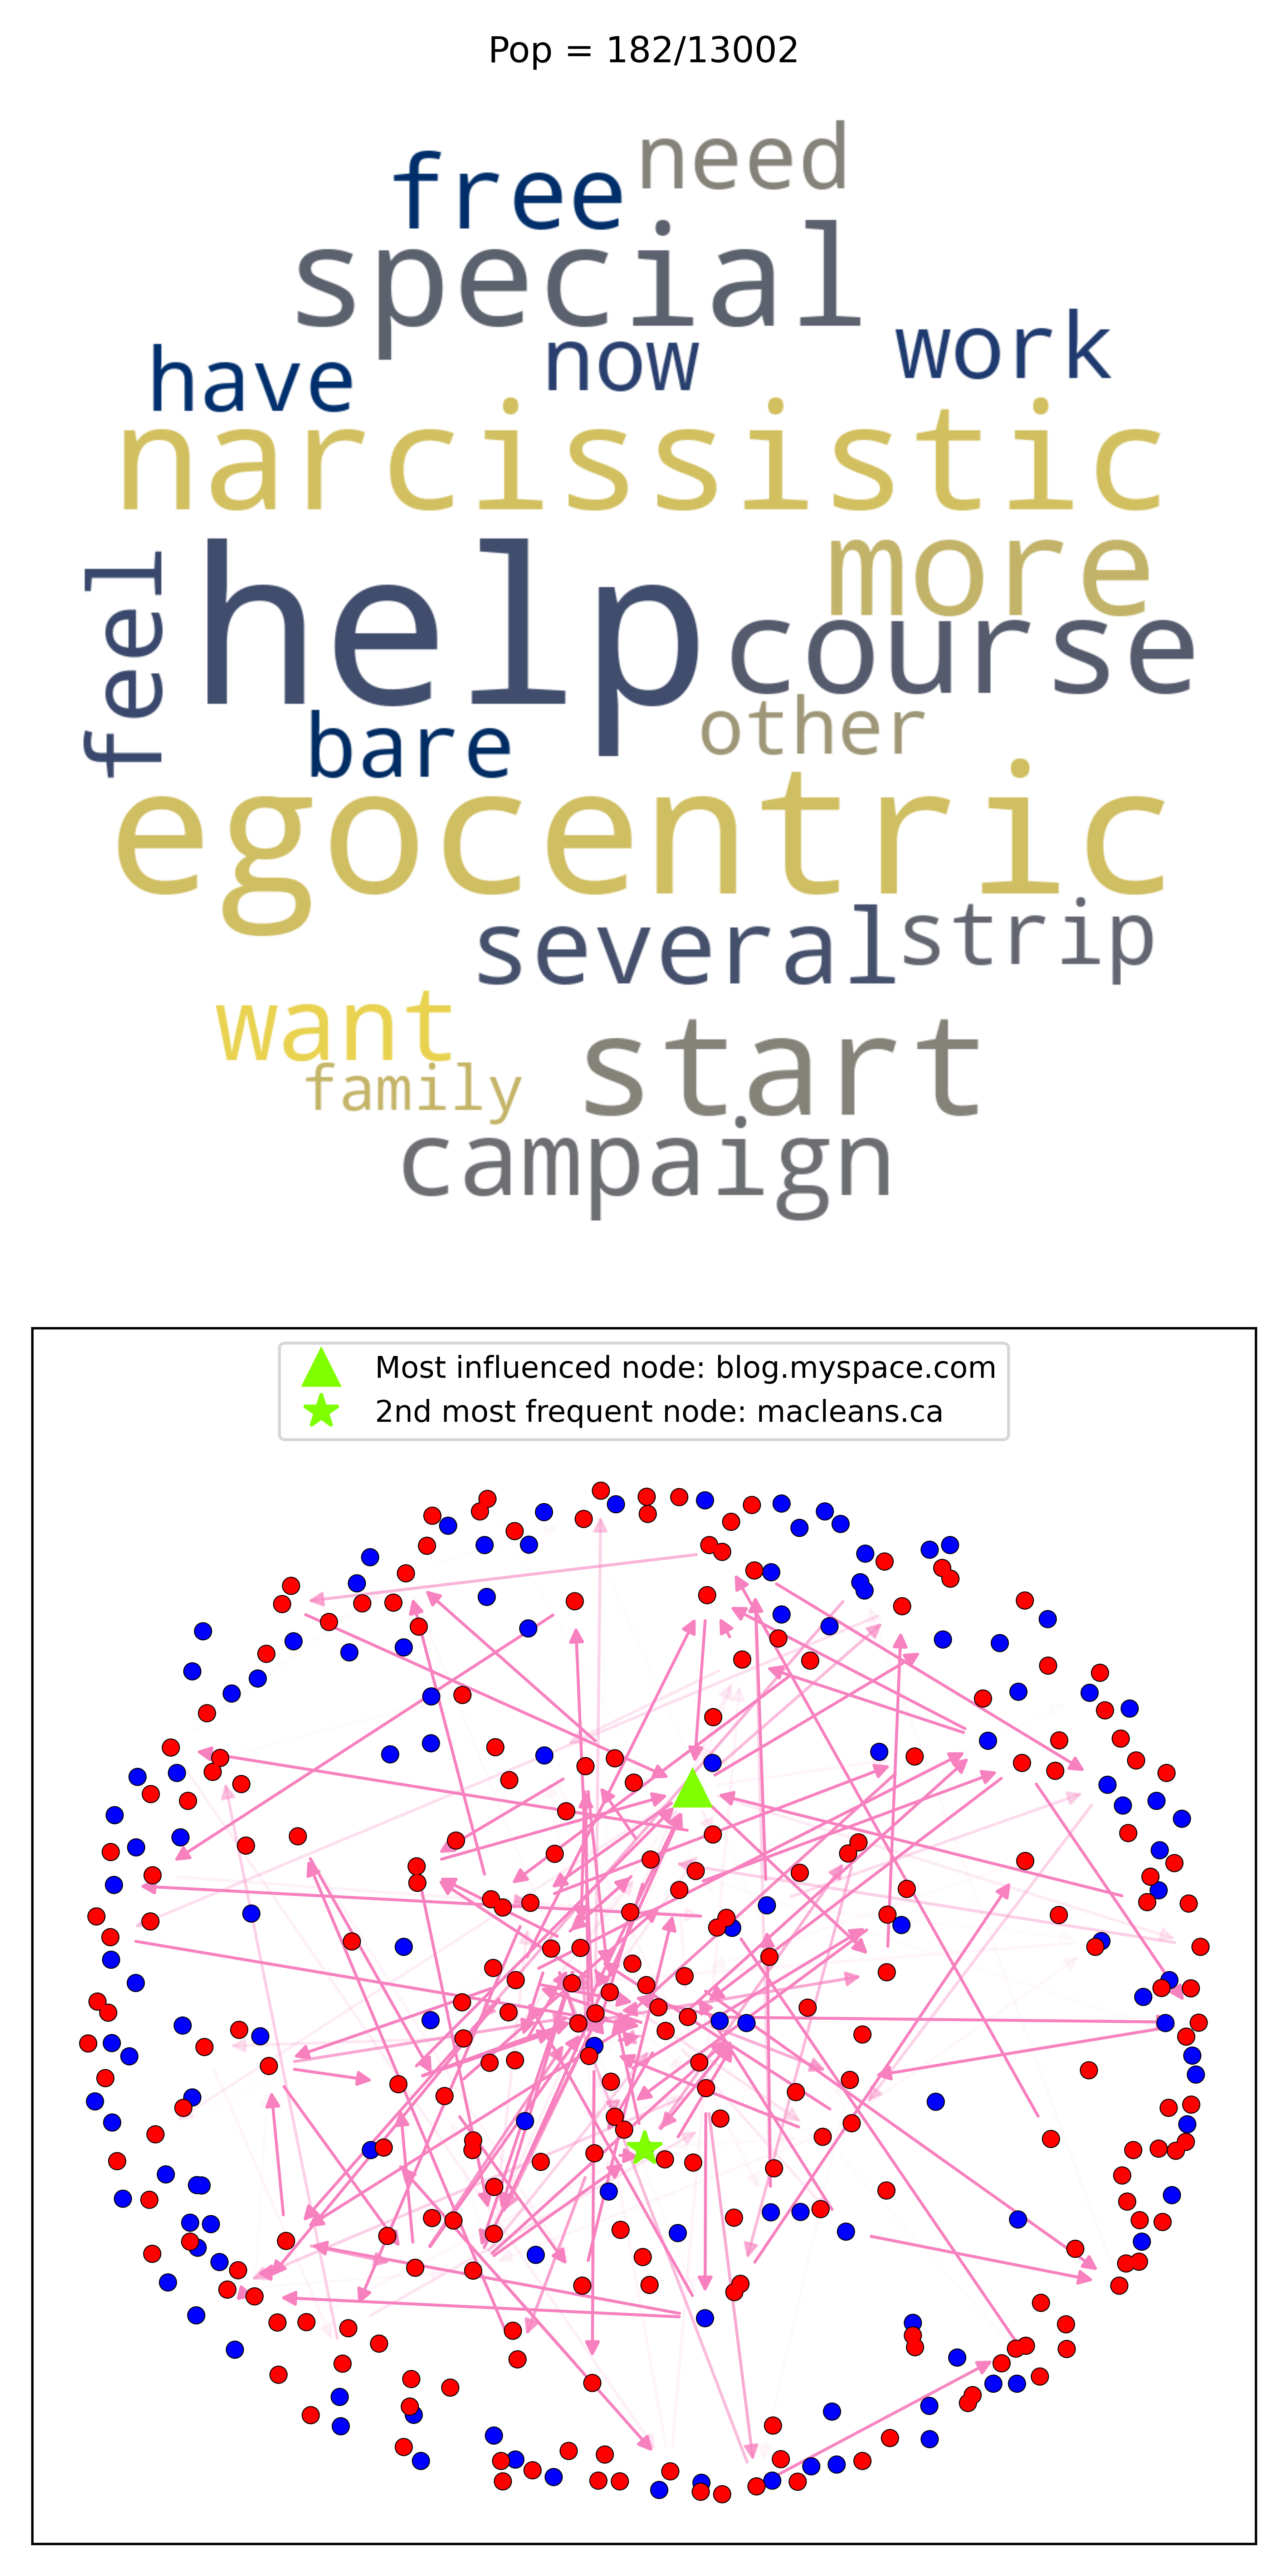 Pop = 182/13002
need
free
special
now
work
have
narcissistic
more
feel
help
course
other
bare
egocentric
several
strip
want
start
family
campaign
Most influenced node: blog.myspace.com
2nd most frequent node: macleans.ca